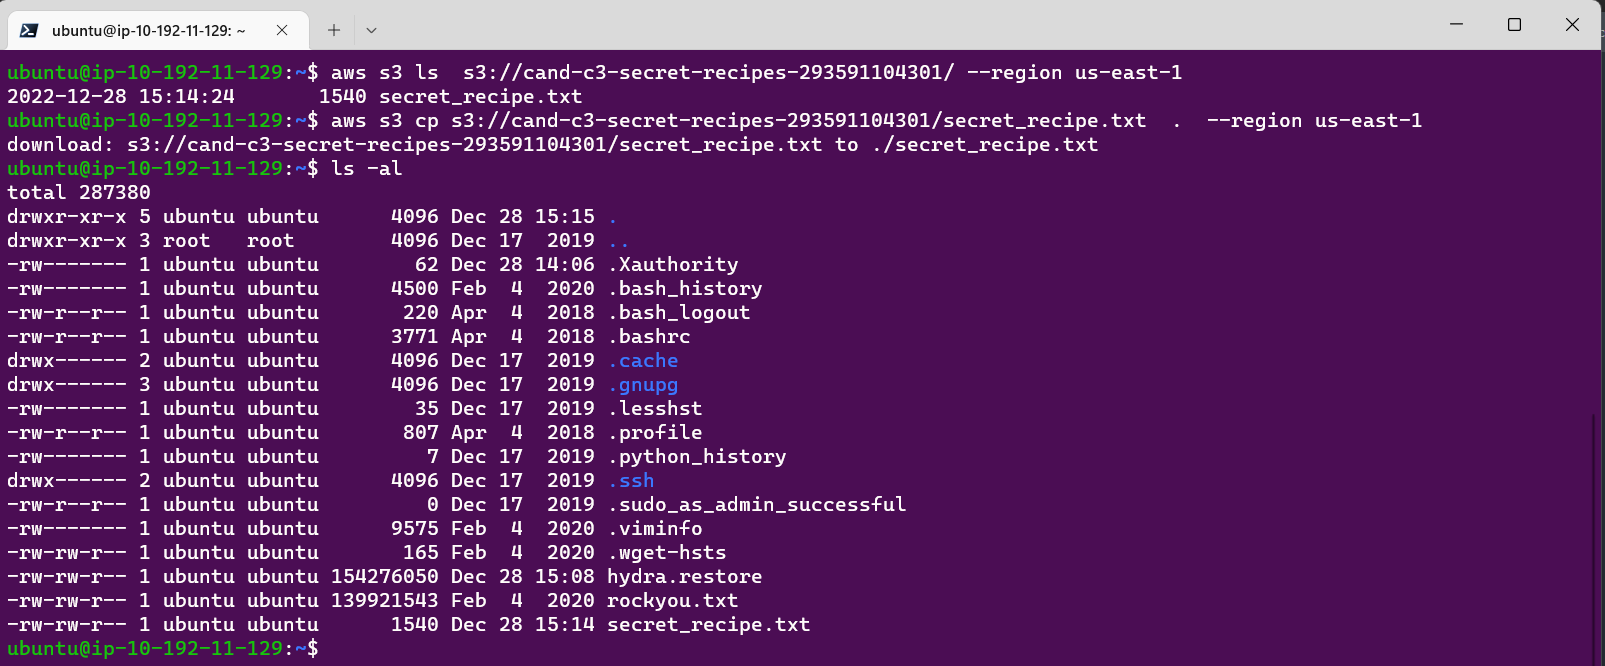 ubuntu@ip-10-192-11-129: ~
ubuntu@ip-10-192-11-129:~$ aws s3 ls  s3://cand-c3-secret-recipes-293591104301/ --region us-east-1
2022-12-28 15:14:24       1540 secret_recipe.txt
ubuntu@ip-10-192-11-129:~$ aws s3 cp s3://cand-c3-secret-recipes-293591104301/secret_recipe.txt  .  --region us-east-1
download: s3://cand-c3-secret-recipes-293591104301/secret_recipe.txt to ./secret_recipe.txt
ubuntu@ip-10-192-11-129:~$ ls -al
total 287380
drwxr-xr-x 5 ubuntu ubuntu      4096 Dec 28 15:15 .
drwxr-xr-x 3 root   root        4096 Dec 17  2019 ..
-rw------- 1 ubuntu ubuntu        62 Dec 28 14:06 .Xauthority
-rw------- 1 ubuntu ubuntu      4500 Feb  4  2020 .bash_history
-rw-r--r-- 1 ubuntu ubuntu       220 Apr  4  2018 .bash_logout
-rw-r--r-- 1 ubuntu ubuntu      3771 Apr  4  2018 .bashrc
drwx------ 2 ubuntu ubuntu      4096 Dec 17  2019 .cache
drwx------ 3 ubuntu ubuntu      4096 Dec 17  2019 .gnupg
-rw------- 1 ubuntu ubuntu        35 Dec 17  2019 .lesshst
-rw-r--r-- 1 ubuntu ubuntu       807 Apr  4  2018 .profile
-rw------- 1 ubuntu ubuntu         7 Dec 17  2019 .python_history
drwx------ 2 ubuntu ubuntu      4096 Dec 17  2019 .ssh
-rw-r--r-- 1 ubuntu ubuntu         0 Dec 17  2019 .sudo_as_admin_successful
-rw------- 1 ubuntu ubuntu      9575 Feb  4  2020 .viminfo
-rw-rw-r-- 1 ubuntu ubuntu       165 Feb  4  2020 .wget-hsts
-rw-rw-r-- 1 ubuntu ubuntu 154276050 Dec 28 15:08 hydra.restore
-rw-rw-r-- 1 ubuntu ubuntu 139921543 Feb  4  2020 rockyou.txt
-rw-rw-r-- 1 ubuntu ubuntu      1540 Dec 28 15:14 secret_recipe.txt
ubuntu@ip-10-192-11-129:~$